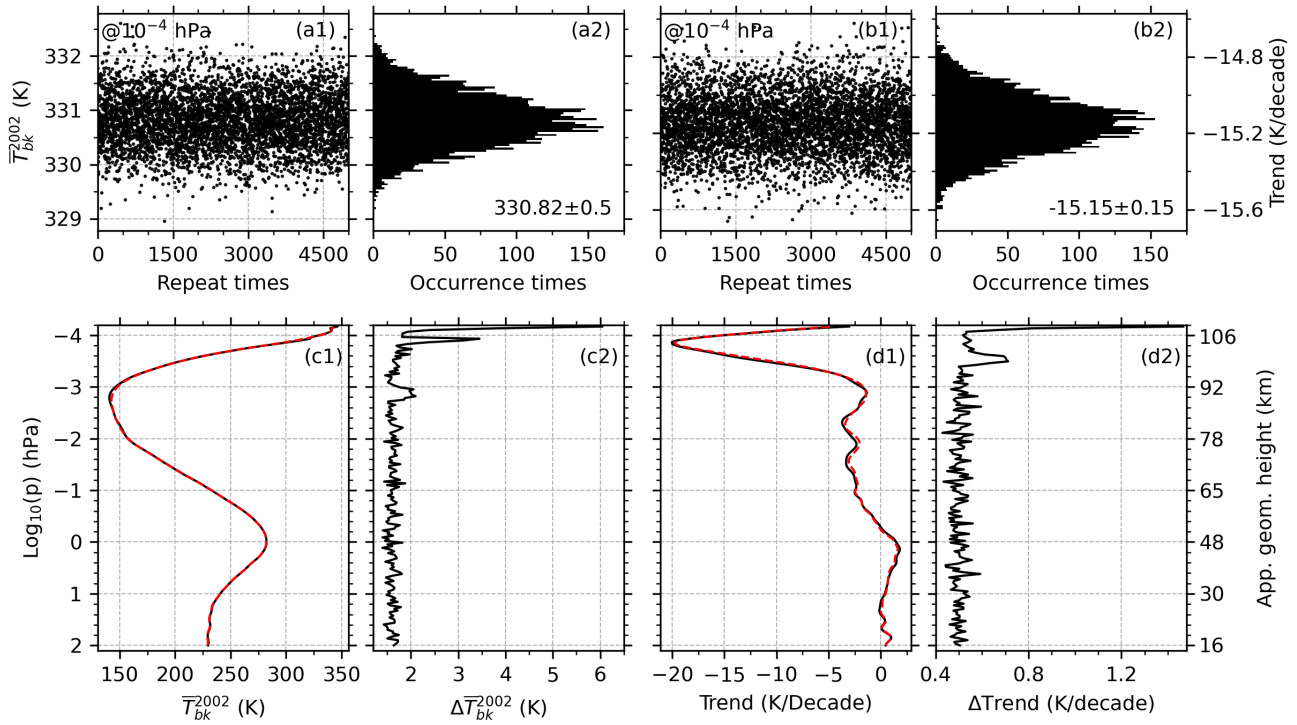 @10⁻⁴ hPa (a1)
(a2)
@10⁻⁴ hPa (b1)
(b2)
332
331
330
329
T̅bk²⁰⁰² (K)
330.82±0.5
-15.15±0.15
−14.8
−15.2
−15.6
Trend (K/decade)
0 1500 3000 4500
0 50 100 150
0 1500 3000 4500
0 50 100 150
Repeat times
Occurrence times
Repeat times
Occurrence times
(c1)
(c2)
(d1)
(d2)
−4
−3
−2
−1
0
1
2
Log₁₀(p) (hPa)
106
92
78
65
48
30
16
App. geom. height (km)
150 200 250 300 350
2 3 4 5 6
−20 −15 −10 −5 0
0.4 0.8 1.2
T̅bk²⁰⁰² (K)
ΔT̅bk²⁰⁰² (K)
Trend (K/Decade)
ΔTrend (K/decade)